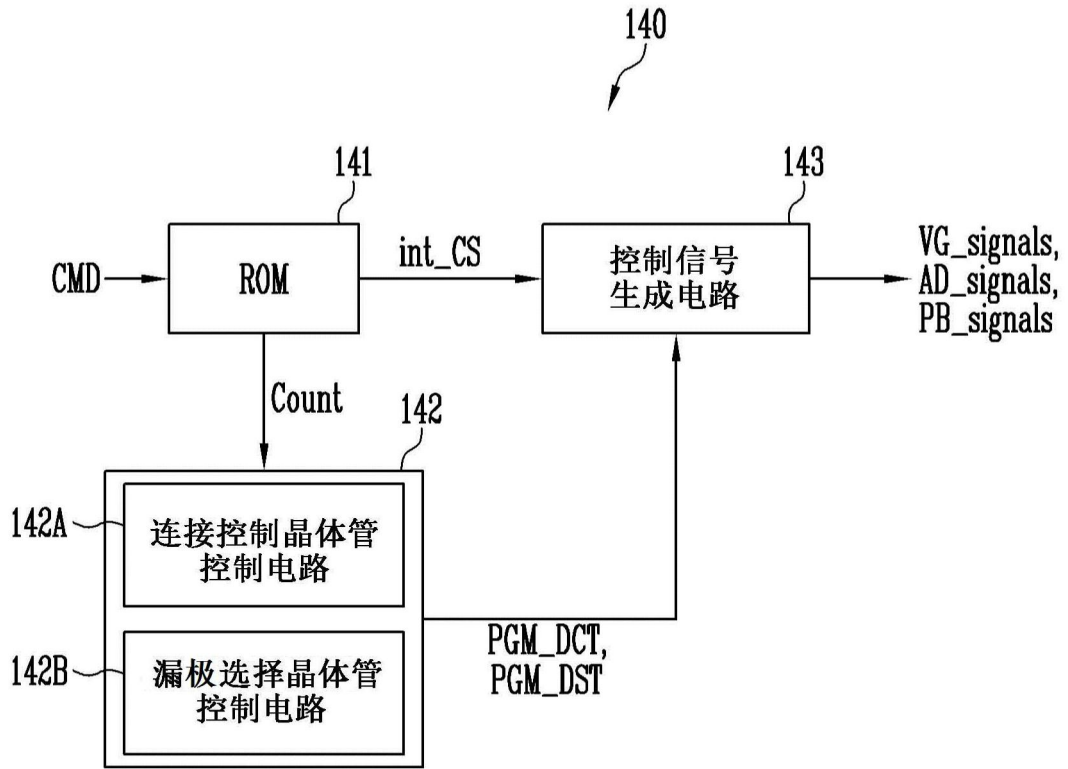 140
141
143
CMD
ROM
int_CS
控制信号
生成电路
VG_signals,
AD_signals,
PB_signals
Count
142
142A
连接控制晶体管
控制电路
142B
漏极选择晶体管
控制电路
PGM_DCT,
PGM_DST